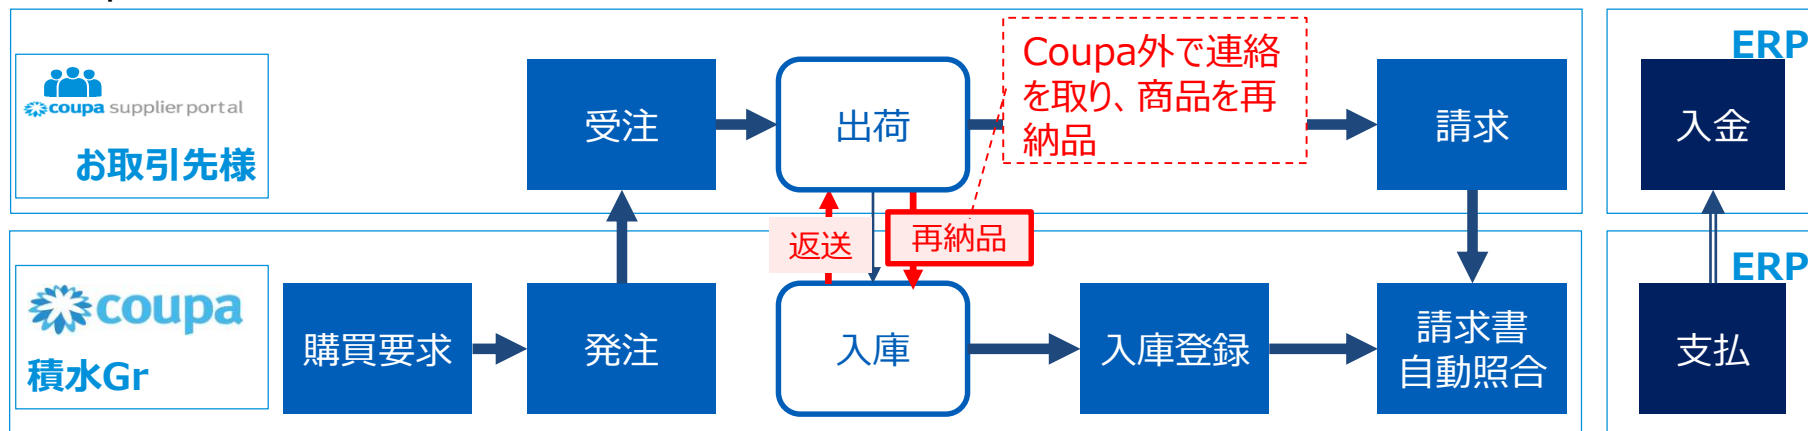 Coupa外で連絡
を取り、商品を再
納品
ERP
coupa supplier portal
お取引先様
受注
出荷
請求
入金
返送
再納品
ERP
coupa
積水Gr
購買要求
発注
入庫
入庫登録
請求書
自動照合
支払